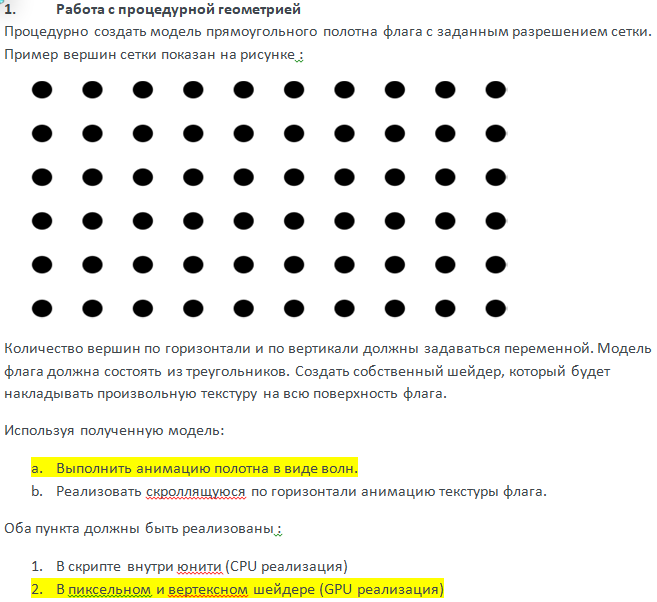 1. Работа с процедурной геометрией
Процедурно создать модель прямоугольного полотна флага с заданным разрешением сетки.
Пример вершин сетки показан на рисунке :
Количество вершин по горизонтали и по вертикали должны задаваться переменной. Модель
флага должна состоять из треугольников. Создать собственный шейдер, который будет
накладывать произвольную текстуру на всю поверхность флага.
Используя полученную модель:
a. Выполнить анимацию полотна в виде волн.
b. Реализовать скроллящуюся по горизонтали анимацию текстуры флага.
Оба пункта должны быть реализованы :
1. В скрипте внутри юнити (CPU реализация)
2. В пиксельном и вертексном шейдере (GPU реализация)